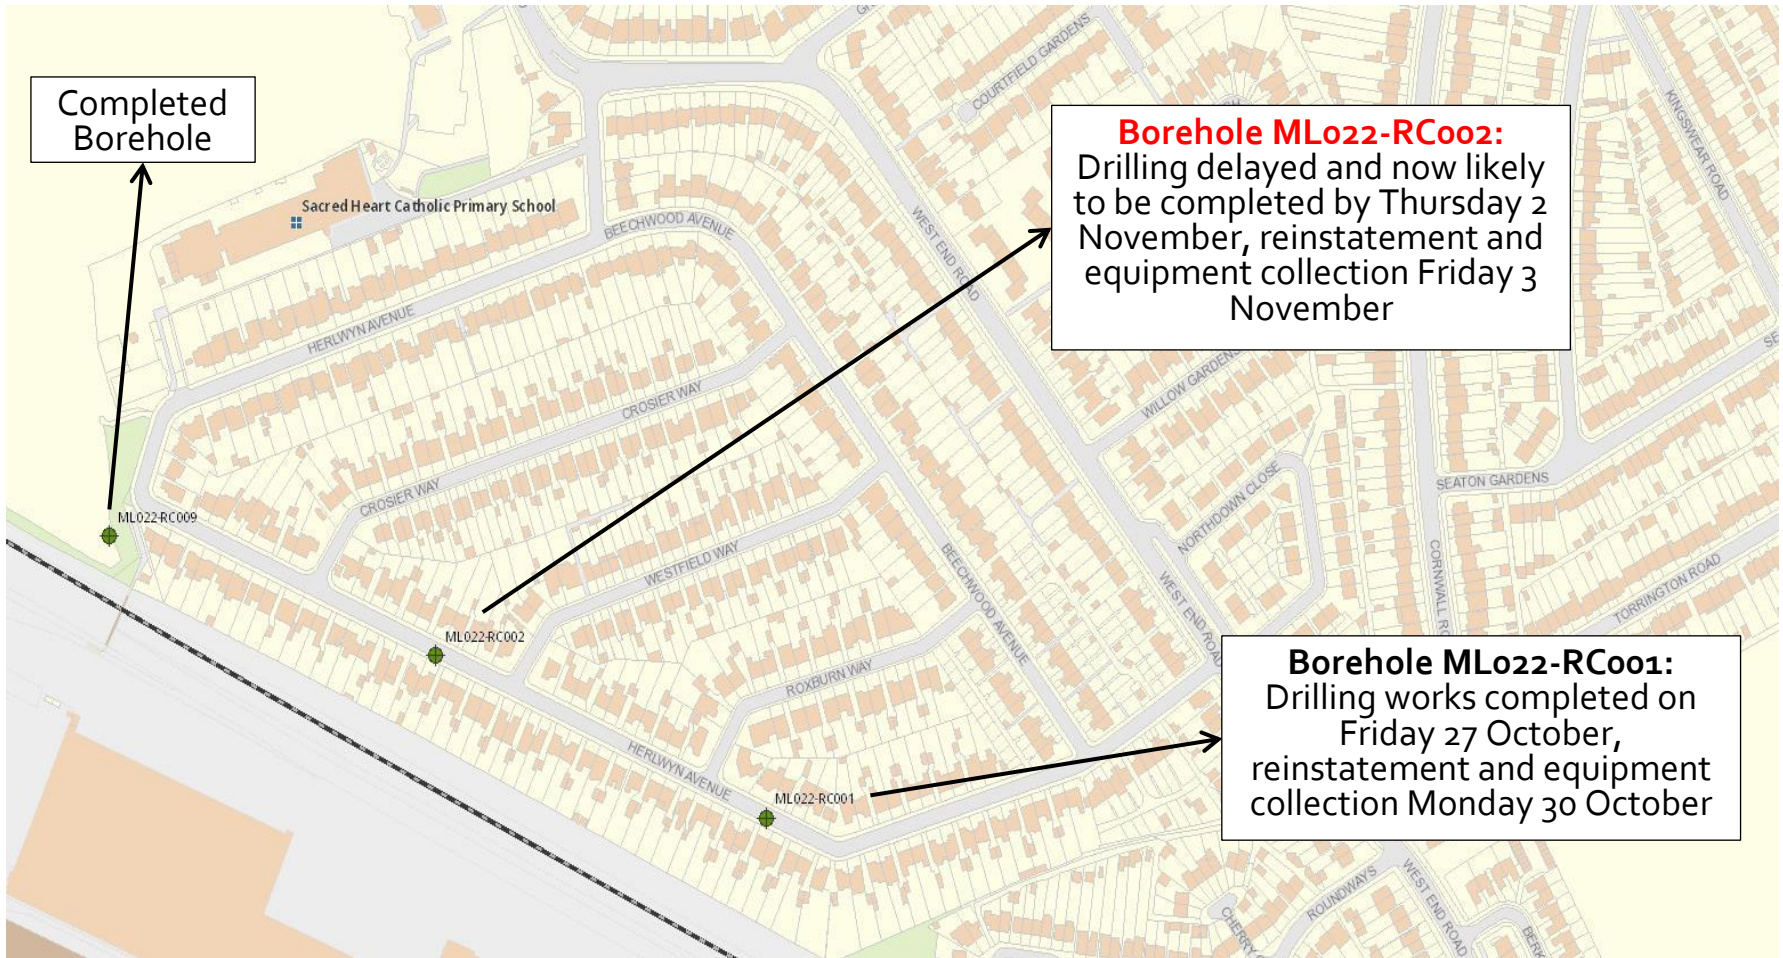 Completed
Borehole
Borehole ML022-RC002:
Drilling delayed and now likely
to be completed by Thursday 2
November, reinstatement and
equipment collection Friday 3
November
Borehole ML022-RC001:
Drilling works completed on
Friday 27 October,
reinstatement and equipment
collection Monday 30 October
COURTFIELD GARDENS
KINGSWEAR ROAD
Sacred Heart Catholic Primary School
BEECHWOOD AVENUE
WEST END ROAD
HERLWYN AVENUE
CROSIER WAY
WILLOW GARDENS
CROSIER WAY
SEATON GARDENS
NORTHDOWN CLOSE
ML022-RC009
WESTFIELD WAY
BEECHWOOD AVENUE
WEST END ROAD
CORNWALL RO
TORRINGTON ROAD
ML022-RC002
ROXBURN WAY
HERLWYN AVENUE
ML022-RC001
ROUNDWAYS
WEST END ROAD
CHERRY
BERK